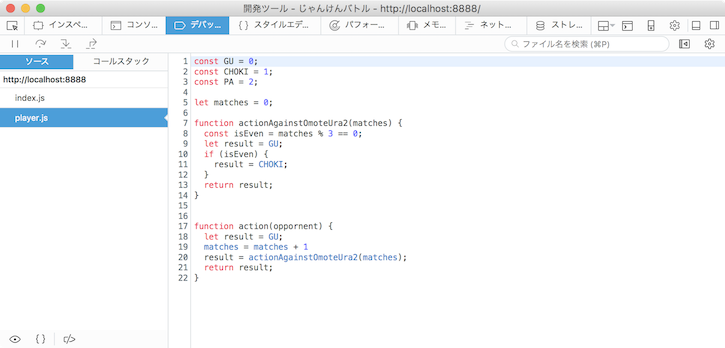 開発ツール - じゃんけんバトル - http://localhost:8888/
インスペ… コンソ… デバッ… スタイルエデ… パフォー… メモリ… ネット… ストレ…
ファイル名を検索 (⌘P)
ソース コールスタック
http://localhost:8888
index.js
player.js
1 const GU = 0;
2 const CHOKI = 1;
3 const PA = 2;
4
5 let matches = 0;
6
7 function actionAgainstOmoteUra2(matches) {
8 const isEven = matches % 3 == 0;
9 let result = GU;
10 if (isEven) {
11 result = CHOKI;
12 }
13 return result;
14 }
15
16
17 function action(oppornent) {
18 let result = GU;
19 matches = matches + 1
20 result = actionAgainstOmoteUra2(matches);
21 return result;
22 }
{ }